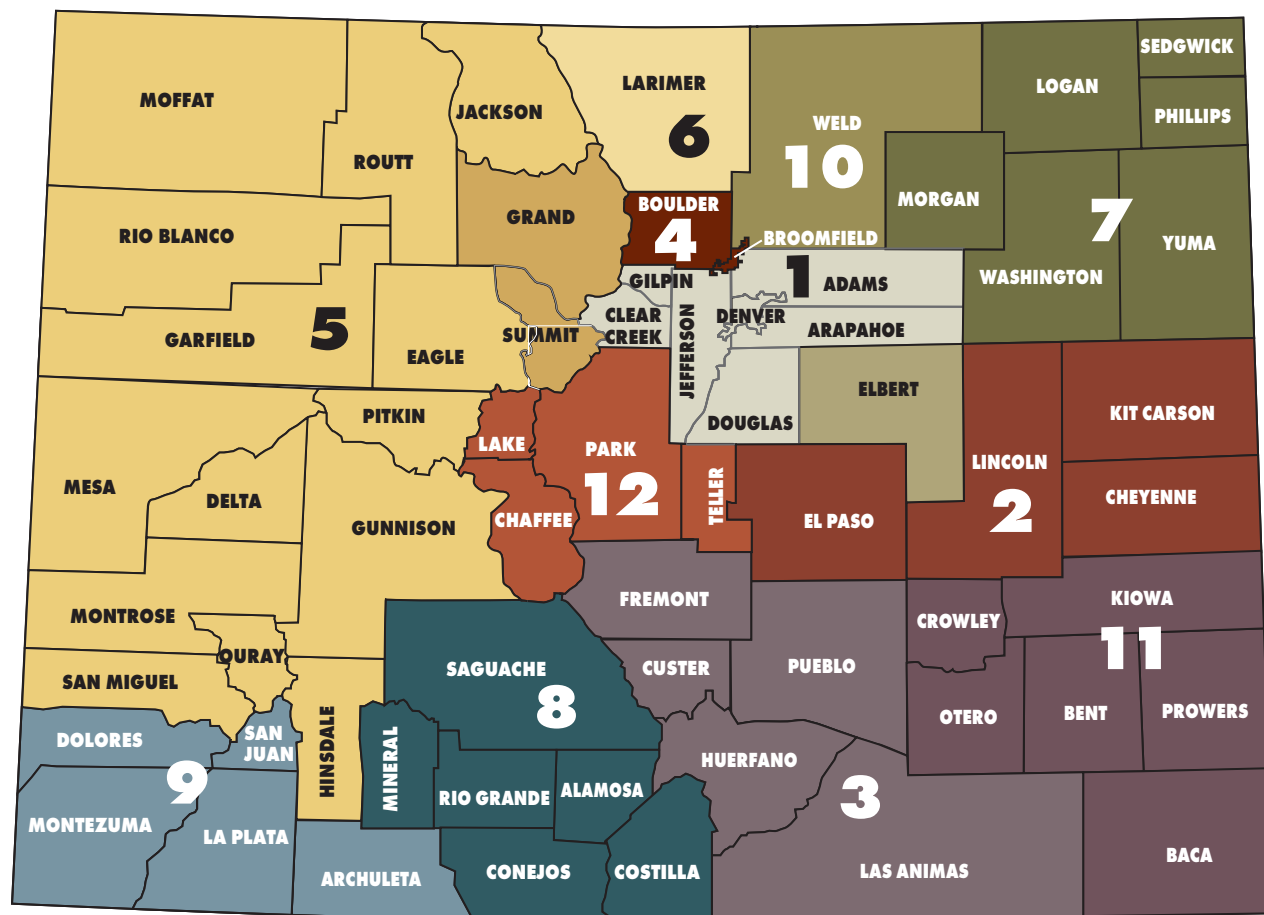 SEDGWICK
LOGAN
LARIMER
MOFFAT
JACKSON
PHILLIPS
WELD
6
ROUTT
10
MORGAN
BOULDER
GRAND
7
RIO BLANCO
4
BROOMFIELD
YUMA
1
GILPIN
ADAMS
WASHINGTON
CLEAR
CREEK
DENVER
5
SUMMIT
ARAPAHOE
GARFIELD
JEFFERSON
EAGLE
ELBERT
PITKIN
KIT CARSON
DOUGLAS
LAKE
PARK
LINCOLN
MESA
12
TELLER
CHEYENNE
DELTA
2
CHAFFEE
EL PASO
GUNNISON
FREMONT
KIOWA
MONTROSE
CROWLEY
11
OURAY
SAGUACHE
CUSTER
PUEBLO
SAN MIGUEL
8
BENT
PROWERS
OTERO
DOLORES
SAN
JUAN
HINSDALE
HUERFANO
MINERAL
9
ALAMOSA
RIO GRANDE
3
MONTEZUMA
LA PLATA
BACA
CONEJOS
COSTILLA
LAS ANIMAS
ARCHULETA